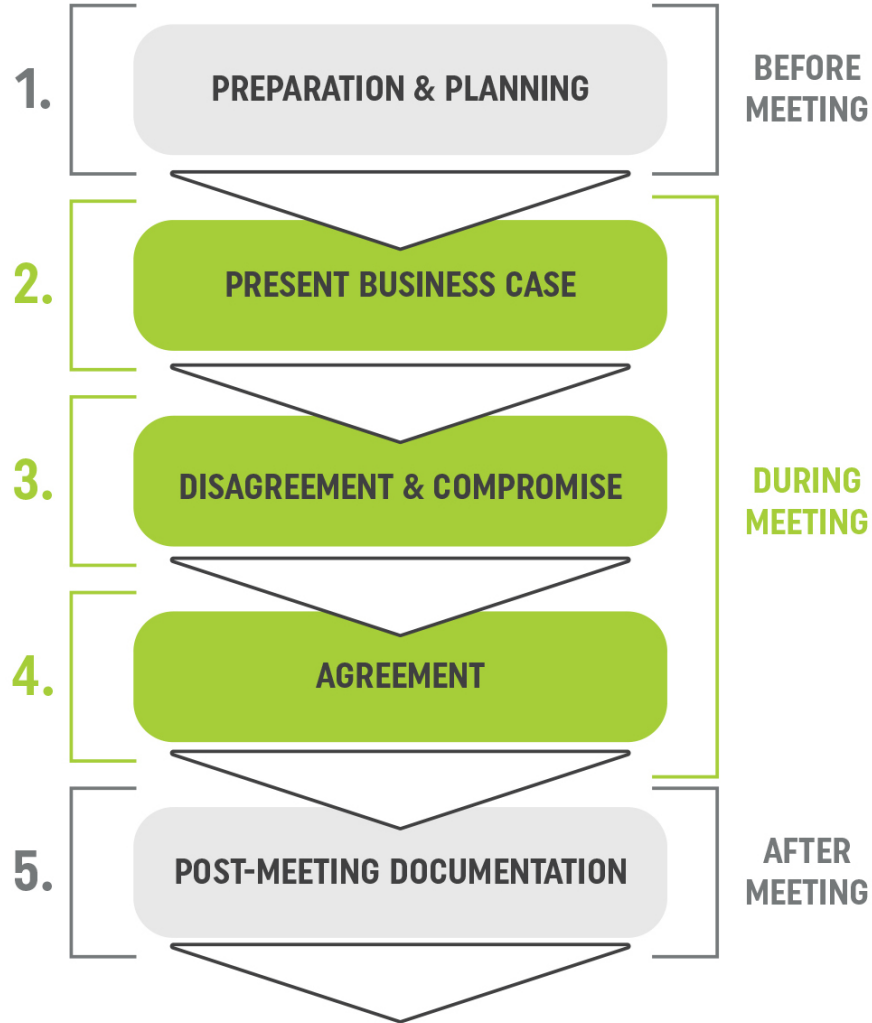 1.
PREPARATION & PLANNING
BEFORE
MEETING
2.
PRESENT BUSINESS CASE
3.
DISAGREEMENT & COMPROMISE
DURING
MEETING
4.
AGREEMENT
5.
POST-MEETING DOCUMENTATION
AFTER
MEETING